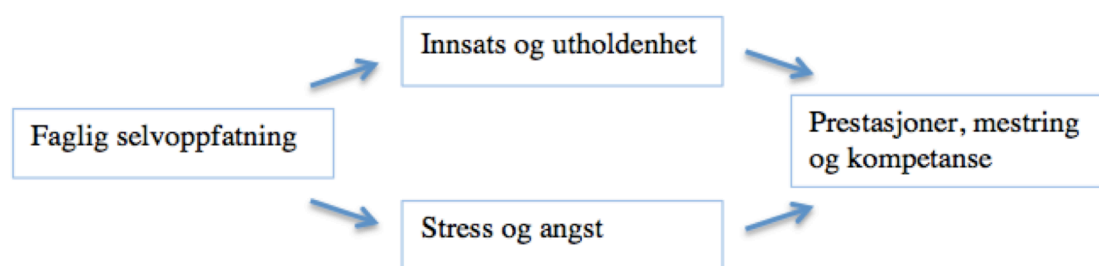 Innsats og utholdenhet
Faglig selvoppfatning
Prestasjoner, mestring
og kompetanse
Stress og angst